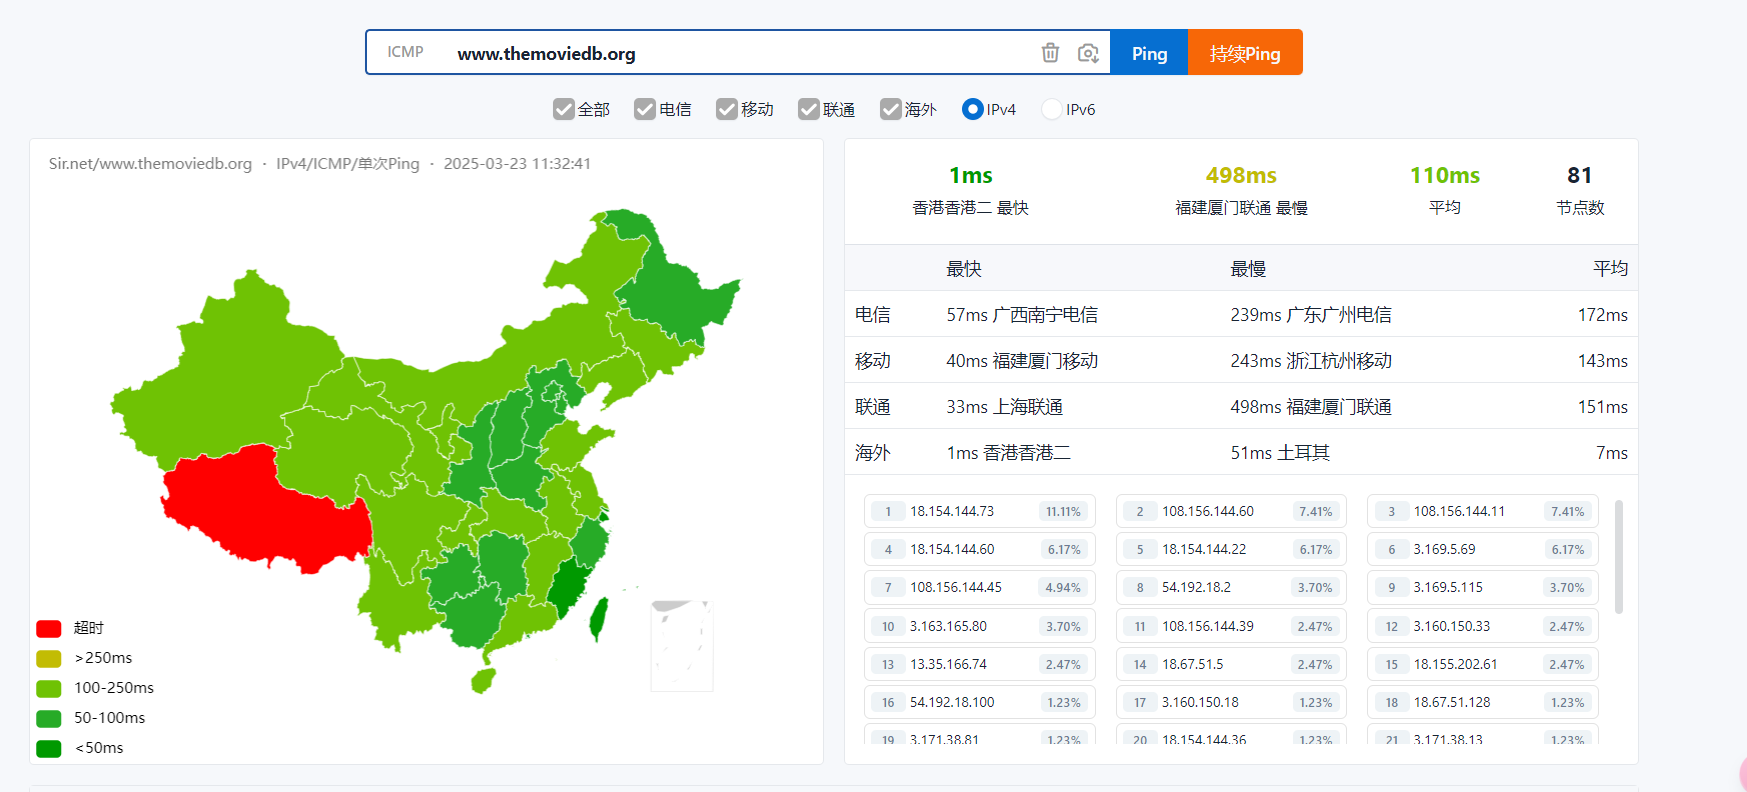 ICMP www.themoviedb.org Ping 持续Ping
全部 电信 移动 联通 海外 IPv4 IPv6
Sir.net/www.themoviedb.org · IPv4/ICMP/单次Ping · 2025-03-23 11:32:41
超时
>250ms
100-250ms
50-100ms
<50ms
1ms 498ms 110ms 81
香港香港二 最快 福建厦门联通 最慢 平均 节点数
最快 最慢 平均
电信 57ms 广西南宁电信 239ms 广东广州电信 172ms
移动 40ms 福建厦门移动 243ms 浙江杭州移动 143ms
联通 33ms 上海联通 498ms 福建厦门联通 151ms
海外 1ms 香港香港二 51ms 土耳其 7ms
1 18.154.144.73 11.11% 2 108.156.144.60 7.41% 3 108.156.144.11 7.41%
4 18.154.144.60 6.17% 5 18.154.144.22 6.17% 6 3.169.5.69 6.17%
7 108.156.144.45 4.94% 8 54.192.18.2 3.70% 9 3.169.5.115 3.70%
10 3.163.165.80 3.70% 11 108.156.144.39 2.47% 12 3.160.150.33 2.47%
13 13.35.166.74 2.47% 14 18.67.51.5 2.47% 15 18.155.202.61 2.47%
16 54.192.18.100 1.23% 17 3.160.150.18 1.23% 18 18.67.51.128 1.23%
19 3.171.38.81 1.23% 20 18.154.144.36 1.23% 21 3.171.38.13 1.23%